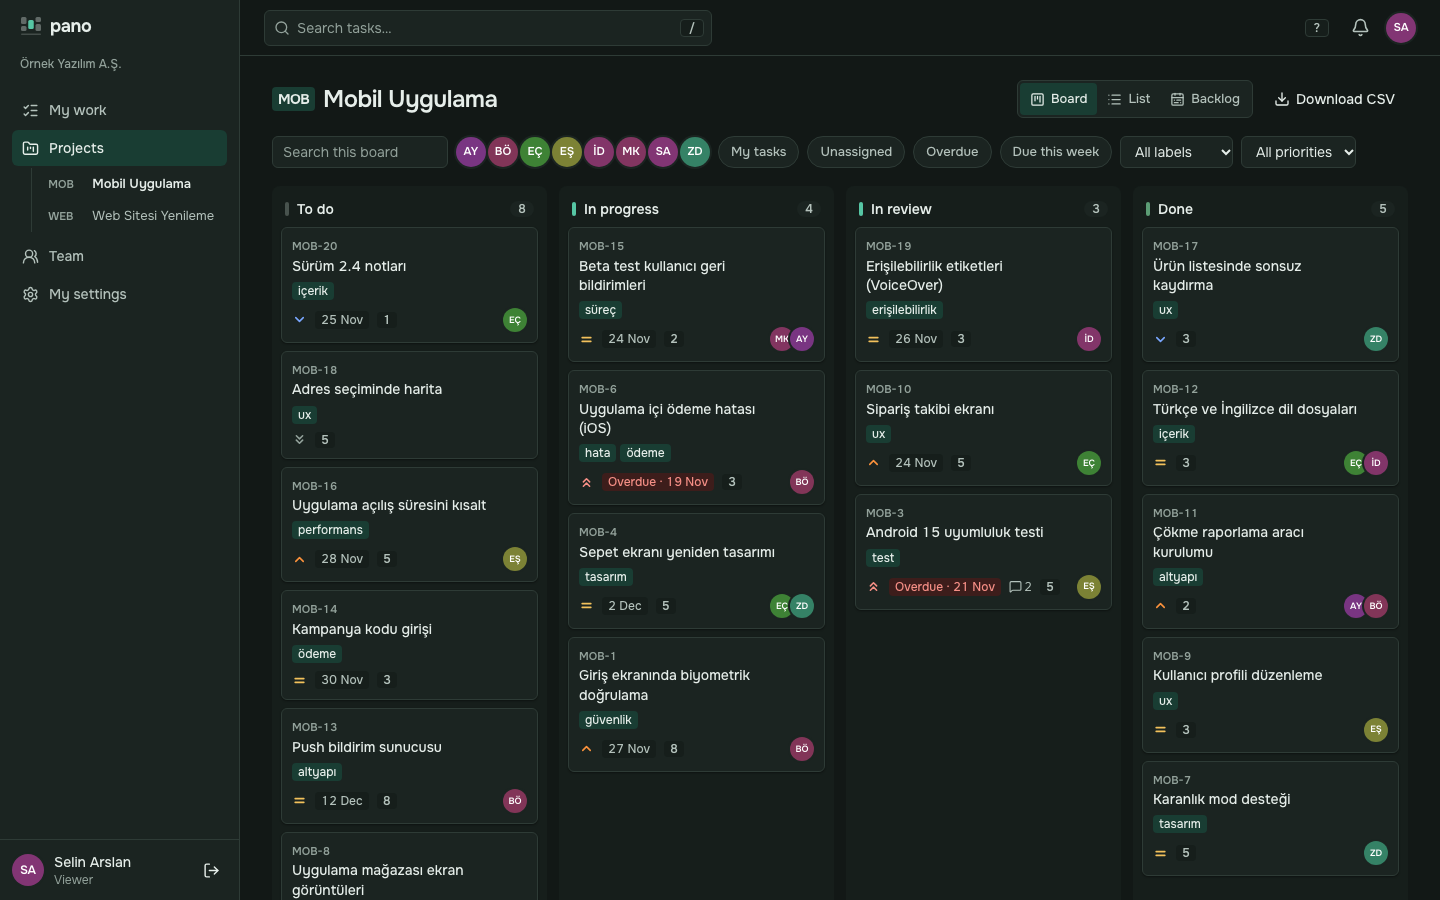 pano
Örnek Yazılım A.Ş.
My work
Projects
MOB Mobil Uygulama
WEB Web Sitesi Yenileme
Team
My settings
SA Selin Arslan
Viewer
Search tasks... /
? SA
MOB Mobil Uygulama
Board List Backlog Download CSV
Search this board AY BÖ EÇ EŞ İD MK SA ZD My tasks Unassigned Overdue Due this week All labels All priorities
To do 8
MOB-20
Sürüm 2.4 notları
içerik
25 Nov 1 EÇ
MOB-18
Adres seçiminde harita
ux
5
MOB-16
Uygulama açılış süresini kısalt
performans
28 Nov 5 EŞ
MOB-14
Kampanya kodu girişi
ödeme
30 Nov 3
MOB-13
Push bildirim sunucusu
altyapı
12 Dec 8 BÖ
MOB-8
Uygulama mağazası ekran
görüntüleri
In progress 4
MOB-15
Beta test kullanıcı geri
bildirimleri
süreç
24 Nov 2 MK AY
MOB-6
Uygulama içi ödeme hatası
(iOS)
hata ödeme
Overdue · 19 Nov 3 BÖ
MOB-4
Sepet ekranı yeniden tasarımı
tasarım
2 Dec 5 EÇ ZD
MOB-1
Giriş ekranında biyometrik
doğrulama
güvenlik
27 Nov 8 BÖ
In review 3
MOB-19
Erişilebilirlik etiketleri
(VoiceOver)
erişilebilirlik
26 Nov 3 İD
MOB-10
Sipariş takibi ekranı
ux
24 Nov 5 EÇ
MOB-3
Android 15 uyumluluk testi
test
Overdue · 21 Nov 2 5 EŞ
Done 5
MOB-17
Ürün listesinde sonsuz
kaydırma
ux
3 ZD
MOB-12
Türkçe ve İngilizce dil dosyaları
içerik
3 EÇ İD
MOB-11
Çökme raporlama aracı
kurulumu
altyapı
2 AY BÖ
MOB-9
Kullanıcı profili düzenleme
ux
3 EŞ
MOB-7
Karanlık mod desteği
tasarım
5 ZD